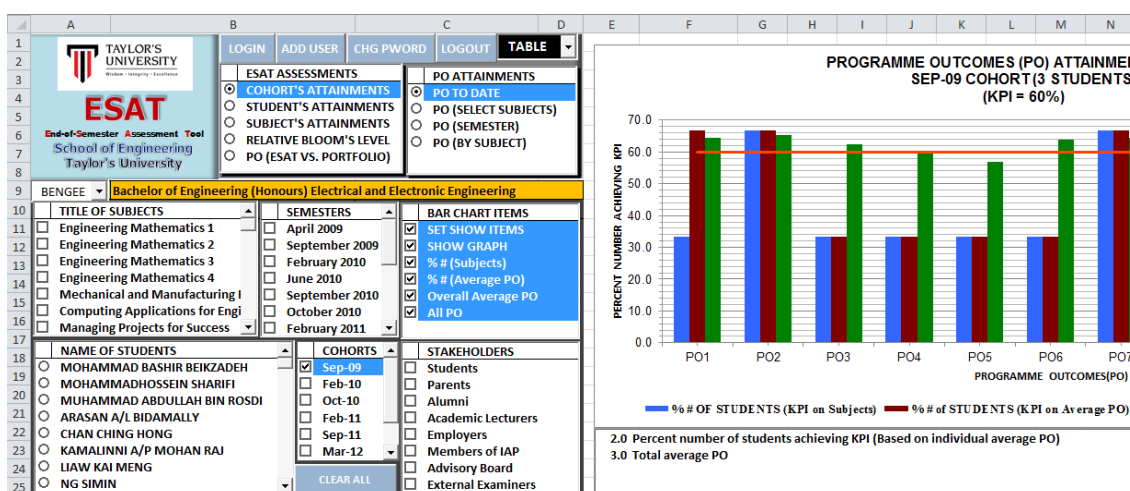 A B C D E F G H I J K L M N
1
2
3
4
5
6
7
8
9
10
11
12
13
14
15
16
17
18
19
20
21
22
23
24
25
TAYLOR'S
UNIVERSITY
Wisdom • Integrity • Excellence
ESAT
End-of-Semester Assessment Tool
School of Engineering
Taylor's University
LOGIN ADD USER CHG PWORD LOGOUT TABLE
ESAT ASSESSMENTS
COHORT'S ATTAINMENTS
STUDENT'S ATTAINMENTS
SUBJECT'S ATTAINMENTS
RELATIVE BLOOM'S LEVEL
PO (ESAT VS. PORTFOLIO)
PO ATTAINMENTS
PO TO DATE
PO (SELECT SUBJECTS)
PO (SEMESTER)
PO (BY SUBJECT)
BENGEE Bachelor of Engineering (Honours) Electrical and Electronic Engineering
TITLE OF SUBJECTS
Engineering Mathematics 1
Engineering Mathematics 2
Engineering Mathematics 3
Engineering Mathematics 4
Mechanical and Manufacturing
Computing Applications for Engi
Managing Projects for Success
SEMESTERS
April 2009
September 2009
February 2010
June 2010
September 2010
October 2010
February 2011
BAR CHART ITEMS
SET SHOW ITEMS
SHOW GRAPH
% # (Subjects)
% # (Average PO)
Overall Average PO
All PO
NAME OF STUDENTS
MOHAMMAD BASHIR BEIKZADEH
MOHAMMADHOSSEIN SHARIFI
MUHAMMAD ABDULLAH BIN ROSDI
ARASAN A/L BIDAMALLY
CHAN CHING HONG
KAMALINNI A/P MOHAN RAJ
LIAW KAI MENG
NG SIMIN
COHORTS
Sep-09
Feb-10
Oct-10
Feb-11
Sep-11
Mar-12
CLEAR ALL
STAKEHOLDERS
Students
Parents
Alumni
Academic Lecturers
Employers
Members of IAP
Advisory Board
External Examiners
PROGRAMME OUTCOMES (PO) ATTAINME
SEP-09 COHORT (3 STUDENTS
(KPI = 60%)
PERCENT NUMBER ACHIEVING KPI
70.0
60.0
50.0
40.0
30.0
20.0
10.0
0.0
PO1 PO2 PO3 PO4 PO5 PO6 PO7
PROGRAMME OUTCOMES(PO)
% # OF STUDENTS (KPI on Subjects) % # of STUDENTS (KPI on Average PO)
2.0 Percent number of students achieving KPI (Based on individual average PO)
3.0 Total average PO